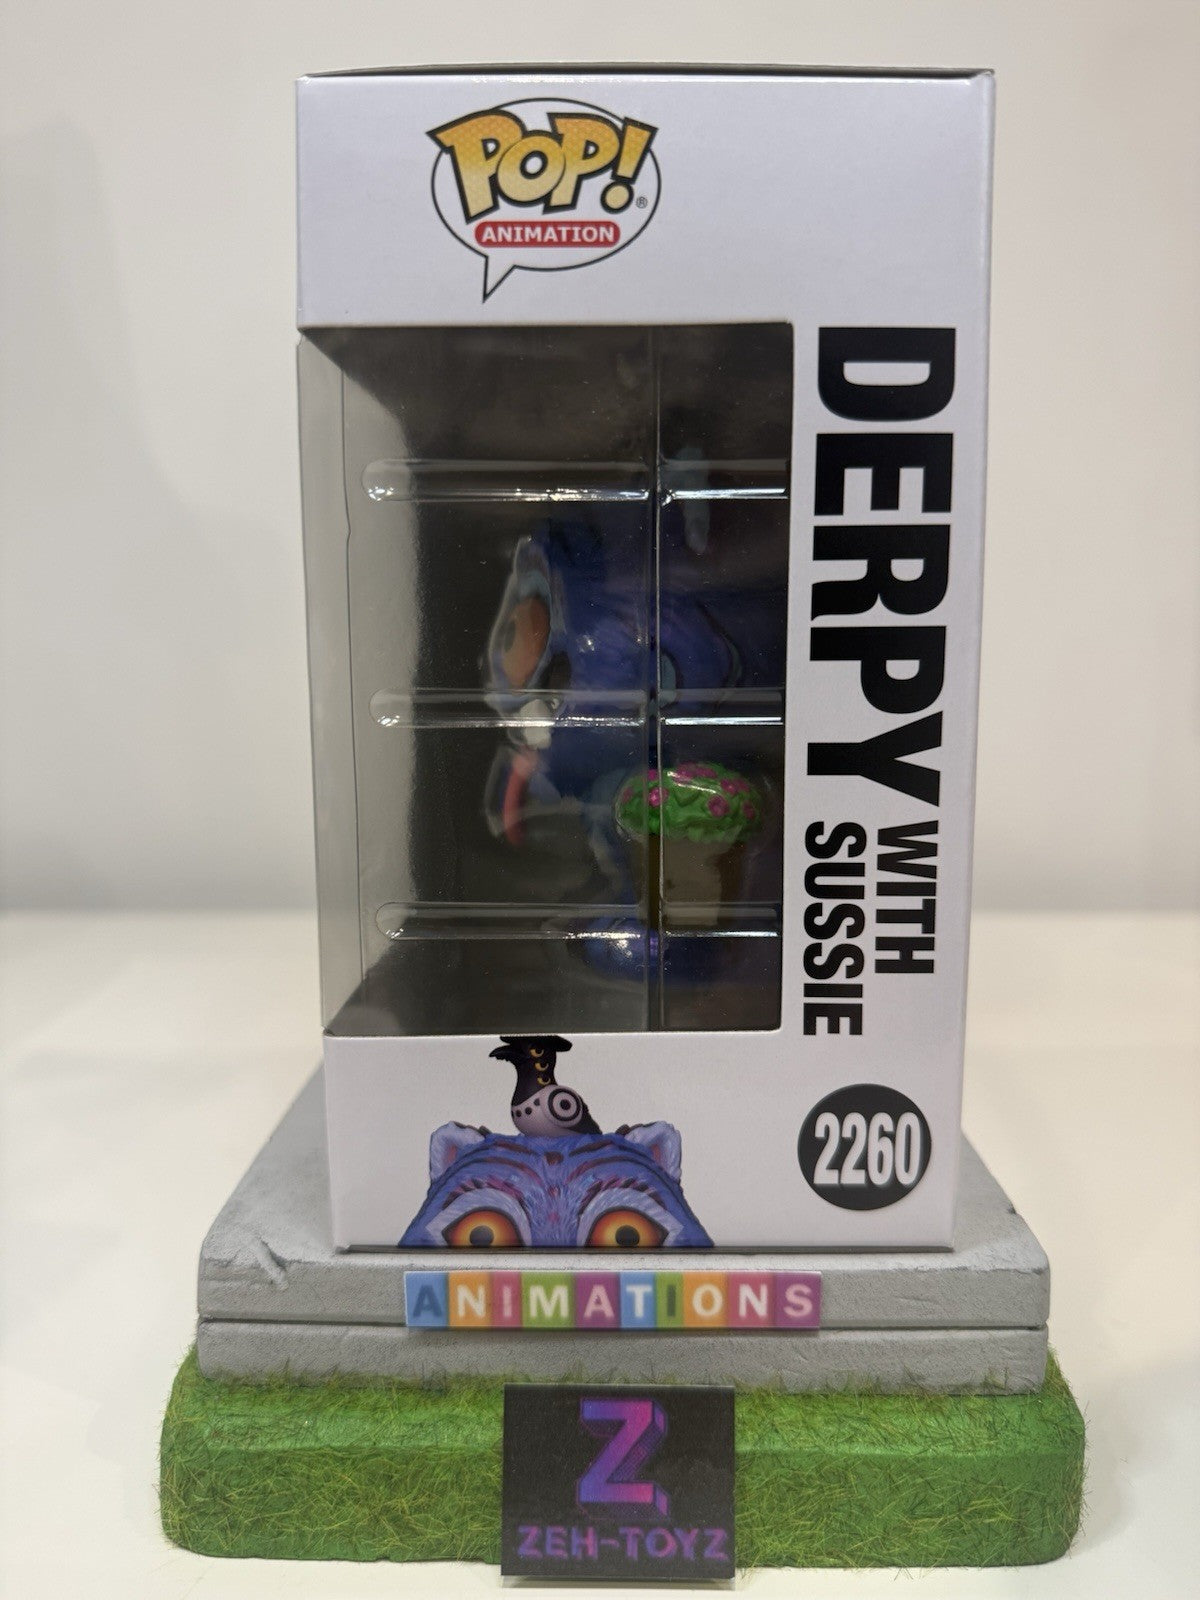 POP!®
ANIMATION
DERPY WITH
SUSSIE
2260
ANIMATIONS
Z
ZEH-TOYZ